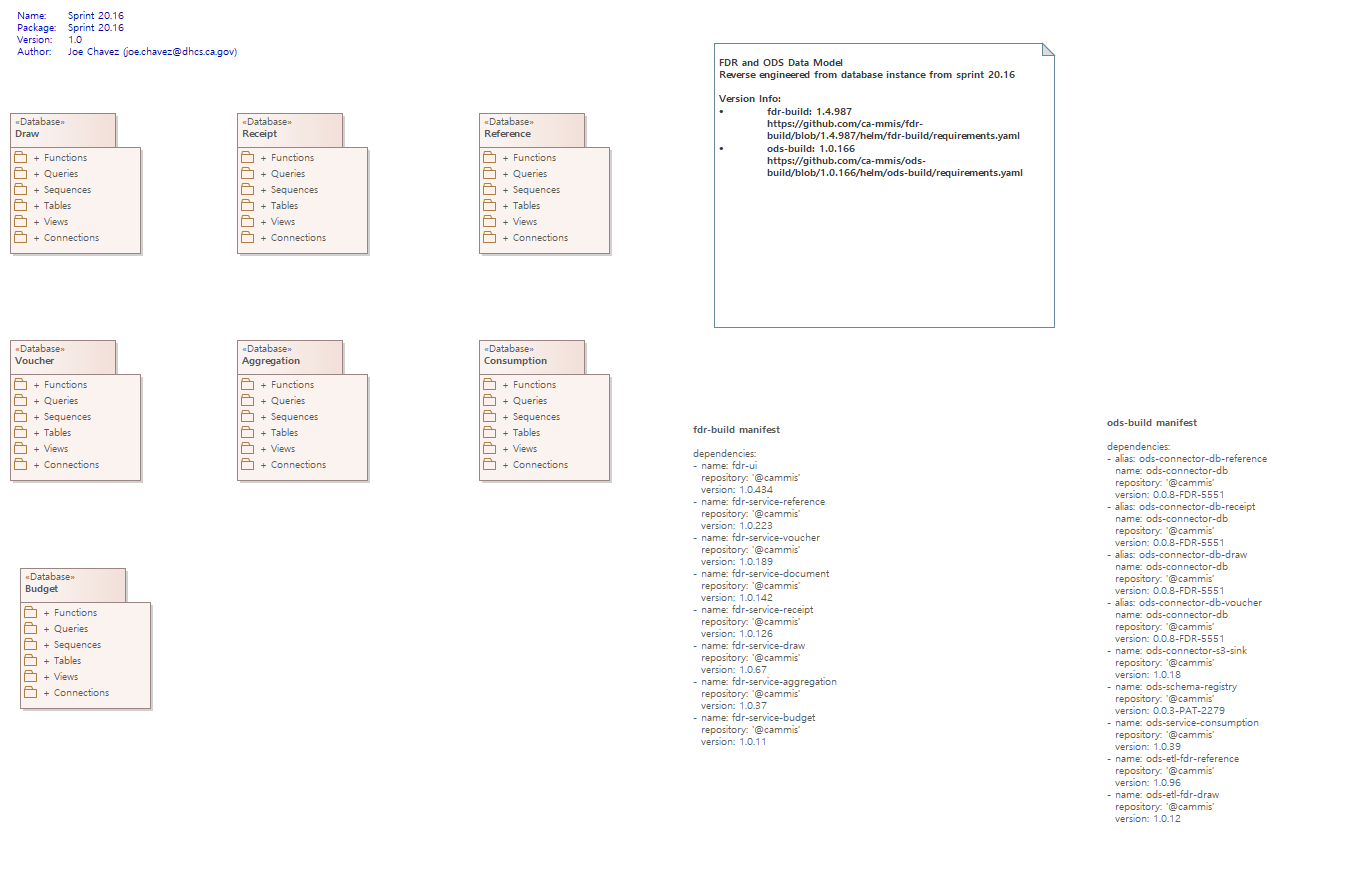 Name: Sprint 20.16
Package: Sprint 20.16
Version: 1.0
Author: Joe Chavez (joe.chavez@dhcs.ca.gov)
FDR and ODS Data Model
Reverse engineered from database instance from sprint 20.16
Version Info:
• fdr-build: 1.4.987
https://github.com/ca-mmis/fdr-
build/blob/1.4.987/helm/fdr-build/requirements.yaml
• ods-build: 1.0.166
https://github.com/ca-mmis/ods-
build/blob/1.0.166/helm/ods-build/requirements.yaml
«Database»
Draw
+ Functions
+ Queries
+ Sequences
+ Tables
+ Views
+ Connections
«Database»
Receipt
+ Functions
+ Queries
+ Sequences
+ Tables
+ Views
+ Connections
«Database»
Reference
+ Functions
+ Queries
+ Sequences
+ Tables
+ Views
+ Connections
«Database»
Voucher
+ Functions
+ Queries
+ Sequences
+ Tables
+ Views
+ Connections
«Database»
Aggregation
+ Functions
+ Queries
+ Sequences
+ Tables
+ Views
+ Connections
«Database»
Consumption
+ Functions
+ Queries
+ Sequences
+ Tables
+ Views
+ Connections
«Database»
Budget
+ Functions
+ Queries
+ Sequences
+ Tables
+ Views
+ Connections
fdr-build manifest
dependencies:
- name: fdr-ui
repository: '@cammis'
version: 1.0.434
- name: fdr-service-reference
repository: '@cammis'
version: 1.0.223
- name: fdr-service-voucher
repository: '@cammis'
version: 1.0.189
- name: fdr-service-document
repository: '@cammis'
version: 1.0.142
- name: fdr-service-receipt
repository: '@cammis'
version: 1.0.126
- name: fdr-service-draw
repository: '@cammis'
version: 1.0.67
- name: fdr-service-aggregation
repository: '@cammis'
version: 1.0.37
- name: fdr-service-budget
repository: '@cammis'
version: 1.0.11
ods-build manifest
dependencies:
- alias: ods-connector-db-reference
name: ods-connector-db
repository: '@cammis'
version: 0.0.8-FDR-5551
- alias: ods-connector-db-receipt
name: ods-connector-db
repository: '@cammis'
version: 0.0.8-FDR-5551
- alias: ods-connector-db-draw
name: ods-connector-db
repository: '@cammis'
version: 0.0.8-FDR-5551
- alias: ods-connector-db-voucher
name: ods-connector-db
repository: '@cammis'
version: 0.0.8-FDR-5551
- name: ods-connector-s3-sink
repository: '@cammis'
version: 1.0.18
- name: ods-schema-registry
repository: '@cammis'
version: 0.0.3-PAT-2279
- name: ods-service-consumption
repository: '@cammis'
version: 1.0.39
- name: ods-etl-fdr-reference
repository: '@cammis'
version: 1.0.96
- name: ods-etl-fdr-draw
repository: '@cammis'
version: 1.0.12